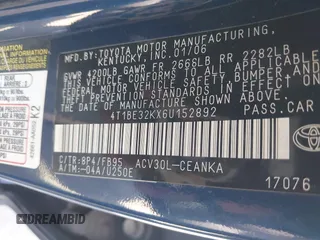 MFD. BY:
TOYOTA MOTOR MANUFACTURING
KENTUCKY, INC. 01/06
GVWR 4200LB GAWR FR 2666LB RR 2282LB
THIS VEHICLE CONFORMS TO ALL APPLICABLE
FEDERAL MOTOR VEHICLE SAFETY, BUMPER, AND
THEFT PREVENTION STANDARDS IN EFFECT ON
THE DATE OF MANUFACTURE SHOWN ABOVE.
4T1BE32KX6U152892 PASS. CAR
K2
C/TR:8P4/FB95 ACV30L-CEANKA
A/TM:-04A/U250E
17076
DREAMBID.COM